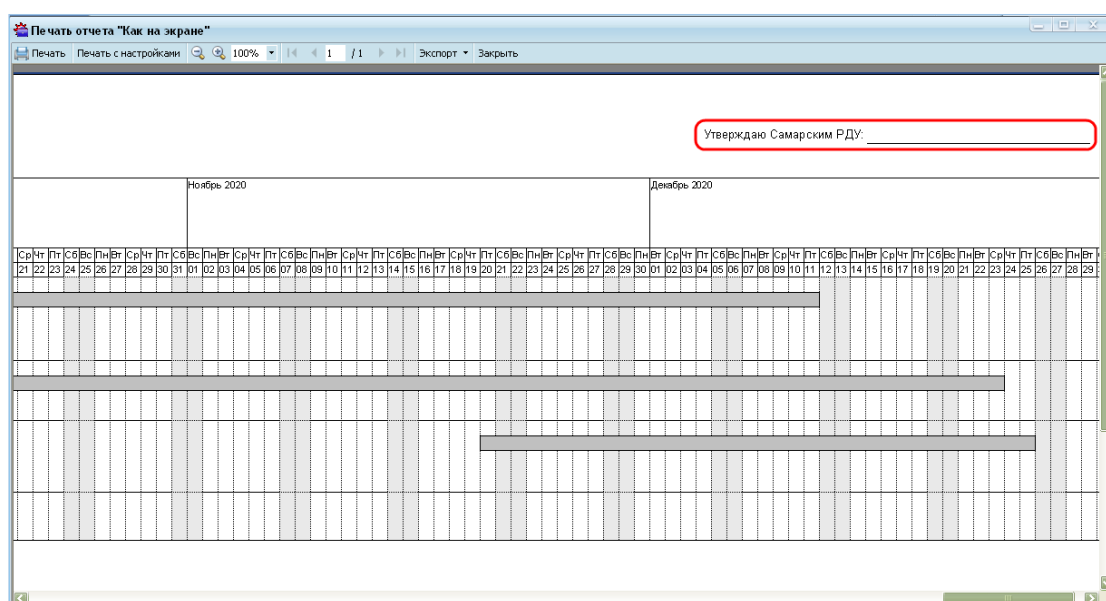 Печать отчета "Как на экране"
Печать Печать с настройками 100% 1 / 1 Экспорт Закрыть
Утверждаю Самарским РДУ:
Ноябрь 2020 Декабрь 2020
Ср Чт Пт Сб Вс Пн Вт Ср Чт Пт Сб Вс Пн Вт Ср Чт Пт Сб Вс Пн Вт Ср Чт Пт Сб Вс Пн Вт Ср Чт Пт Сб Вс Пн Вт Ср Чт Пт Сб Вс Пн Вт Ср Чт Пт Сб Вс Пн Вт Ср Чт Пт Сб Вс Пн Вт Ср Чт Пт Сб Вс Пн Вт Ср Чт Пт Сб Вс Пн Вт
21 22 23 24 25 26 27 28 29 30 31 01 02 03 04 05 06 07 08 09 10 11 12 13 14 15 16 17 18 19 20 21 22 23 24 25 26 27 28 29 30 01 02 03 04 05 06 07 08 09 10 11 12 13 14 15 16 17 18 19 20 21 22 23 24 25 26 27 28 29